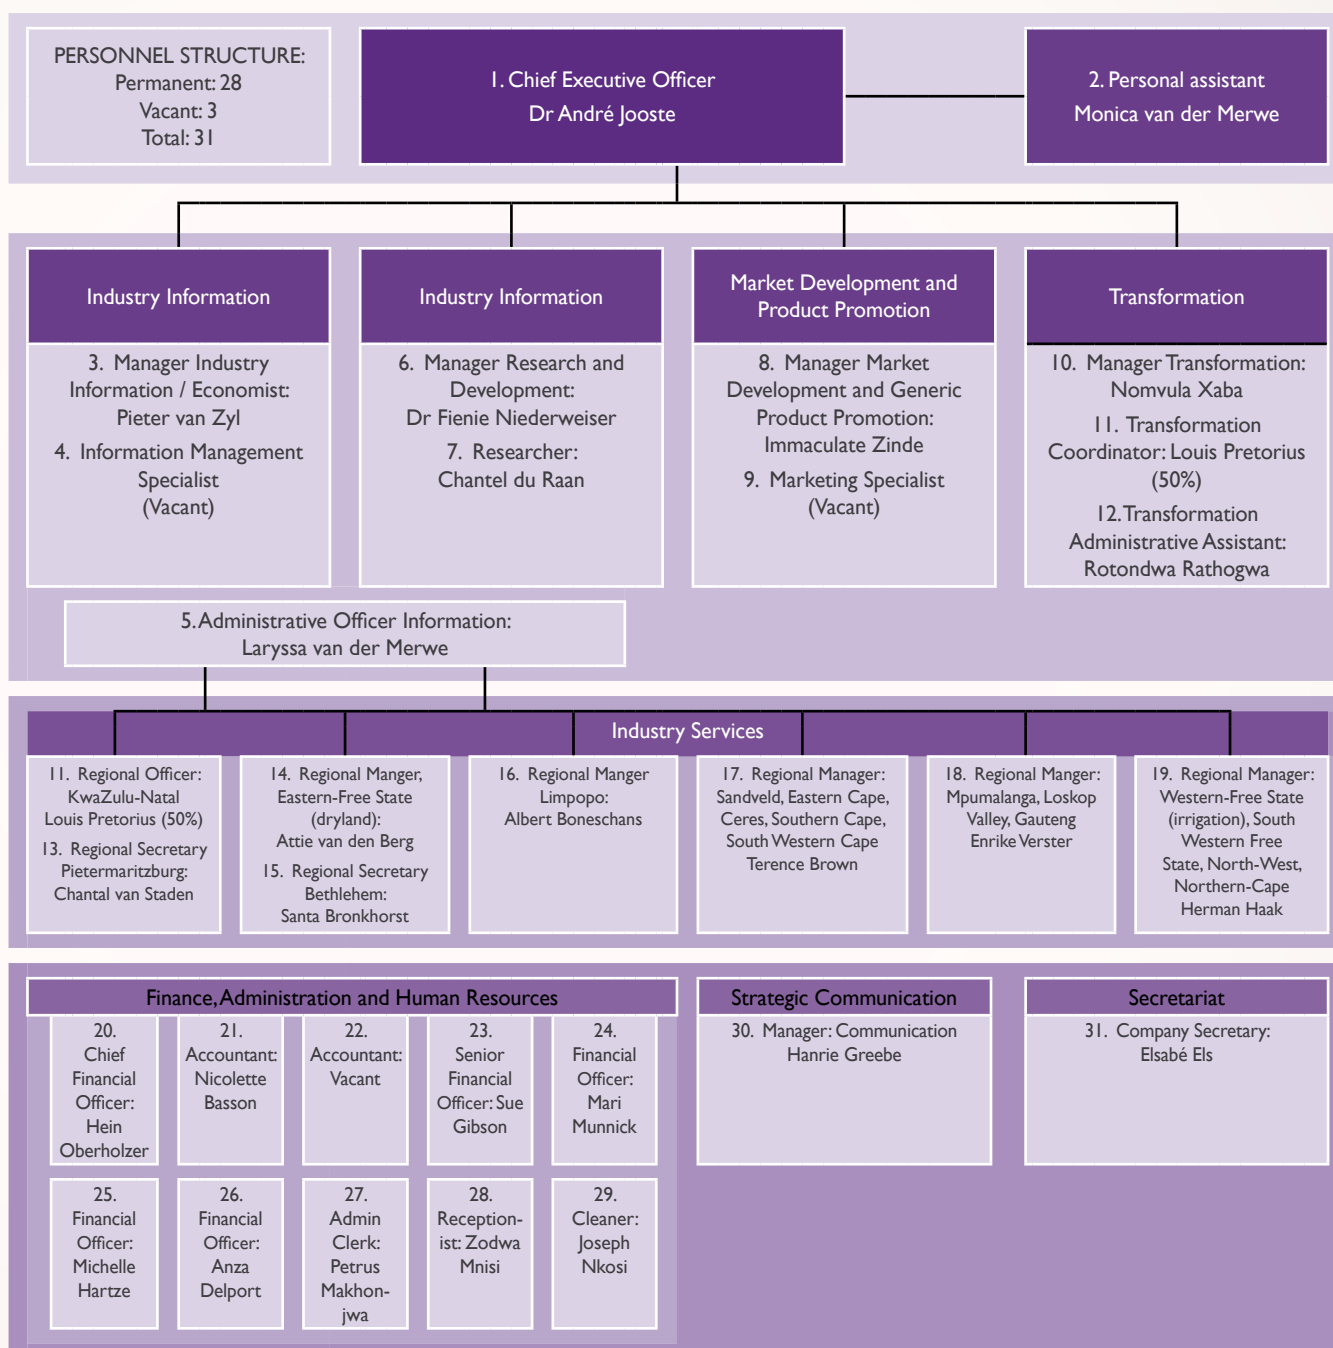 PERSONNEL STRUCTURE:
Permanent: 28
Vacant: 3
Total: 31
1. Chief Executive Officer
Dr André Jooste
2. Personal assistant
Monica van der Merwe
Industry Information
3. Manager Industry
Information / Economist:
Pieter van Zyl
4. Information Management
Specialist
(Vacant)
Industry Information
6. Manager Research and
Development:
Dr Fienie Niederweiser
7. Researcher:
Chantel du Raan
Market Development and
Product Promotion
8. Manager Market
Development and Generic
Product Promotion:
Immaculate Zinde
9. Marketing Specialist
(Vacant)
Transformation
10. Manager Transformation:
Nomvula Xaba
11. Transformation
Coordinator: Louis Pretorius
(50%)
12. Transformation
Administrative Assistant:
Rotondwa Rathogwa
5. Administrative Officer Information:
Laryssa van der Merwe
Industry Services
11. Regional Officer:
KwaZulu-Natal
Louis Pretorius (50%)
13. Regional Secretary
Pietermaritzburg:
Chantal van Staden
14. Regional Manger,
Eastern-Free State
(dryland):
Attie van den Berg
15. Regional Secretary
Bethlehem:
Santa Bronkhorst
16. Regional Manger
Limpopo:
Albert Boneschans
17. Regional Manager:
Sandveld, Eastern Cape,
Ceres, Southern Cape,
South Western Cape
Terence Brown
18. Regional Manger:
Mpumalanga, Loskop
Valley, Gauteng
Enrike Verster
19. Regional Manager:
Western-Free State
(irrigation), South
Western Free
State, North-West,
Northern-Cape
Herman Haak
Finance, Administration and Human Resources
20.
Chief
Financial
Officer:
Hein
Oberholzer
21.
Accountant:
Nicolette
Basson
22.
Accountant:
Vacant
23.
Senior
Financial
Officer: Sue
Gibson
24.
Financial
Officer:
Mari
Munnick
25.
Financial
Officer:
Michelle
Hartze
26.
Financial
Officer:
Anza
Delport
27.
Admin
Clerk:
Petrus
Makhon-
jwa
28.
Reception-
ist: Zodwa
Mnisi
29.
Cleaner:
Joseph
Nkosi
Strategic Communication
30. Manager: Communication
Hanrie Greebe
Secretariat
31. Company Secretary:
Elsabé Els